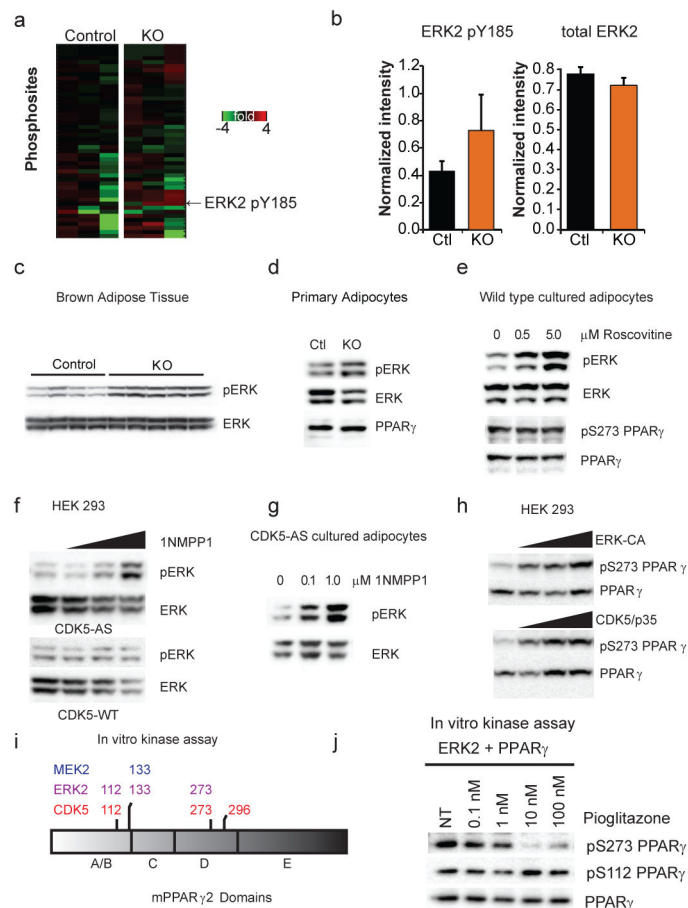 a
Control KO
Phosphosites
fold
-4 4
←ERK2 pY185
b
ERK2 pY185
total ERK2
Normalized intensity
1.2
1.0
0.8
0.6
0.4
0.2
0.0
Ctl KO
Normalized intensity
0.8
0.7
0.6
0.5
0.4
0.3
0.2
0.1
0.0
Ctl KO
c
Brown Adipose Tissue
Control KO
pERK
ERK
d
Primary Adipocytes
Ctl KO
pERK
ERK
PPARγ
e
Wild type cultured adipocytes
0 0.5 5.0 μM Roscovitine
pERK
ERK
pS273 PPARγ
PPARγ
f
HEK 293
1NMPP1
pERK
ERK
CDK5-AS
pERK
ERK
CDK5-WT
g
CDK5-AS cultured adipocytes
0 0.1 1.0 μM 1NMPP1
pERK
ERK
h
HEK 293
ERK-CA
pS273 PPAR γ
PPAR γ
CDK5/p35
pS273 PPAR γ
PPAR γ
i
In vitro kinase assay
MEK2 133
ERK2 112 133 273
CDK5 112 273 296
A/B C D E
mPPARγ2 Domains
j
In vitro kinase assay
ERK2 + PPARγ
NT 0.1 nM 1 nM 10 nM 100 nM Pioglitazone
pS273 PPARγ
pS112 PPARγ
PPARγ